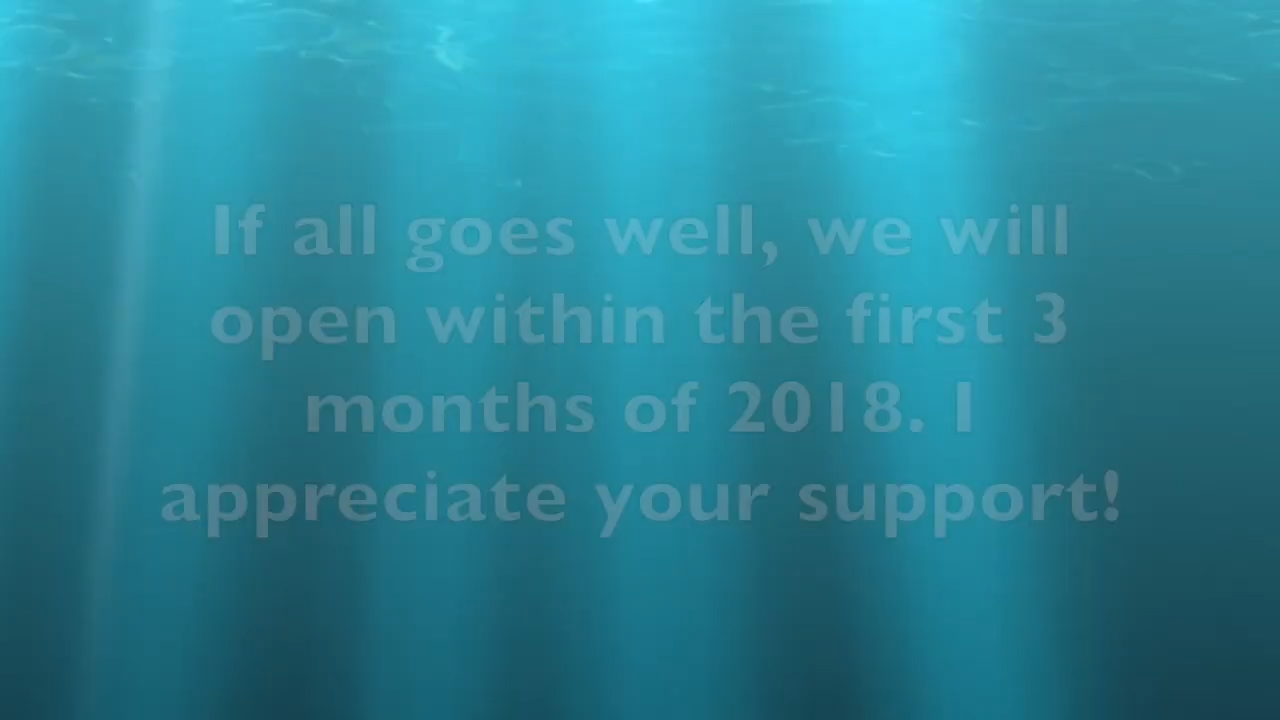 If all goes well, we will
open within the first 3
months of 2018. I
appreciate your support!